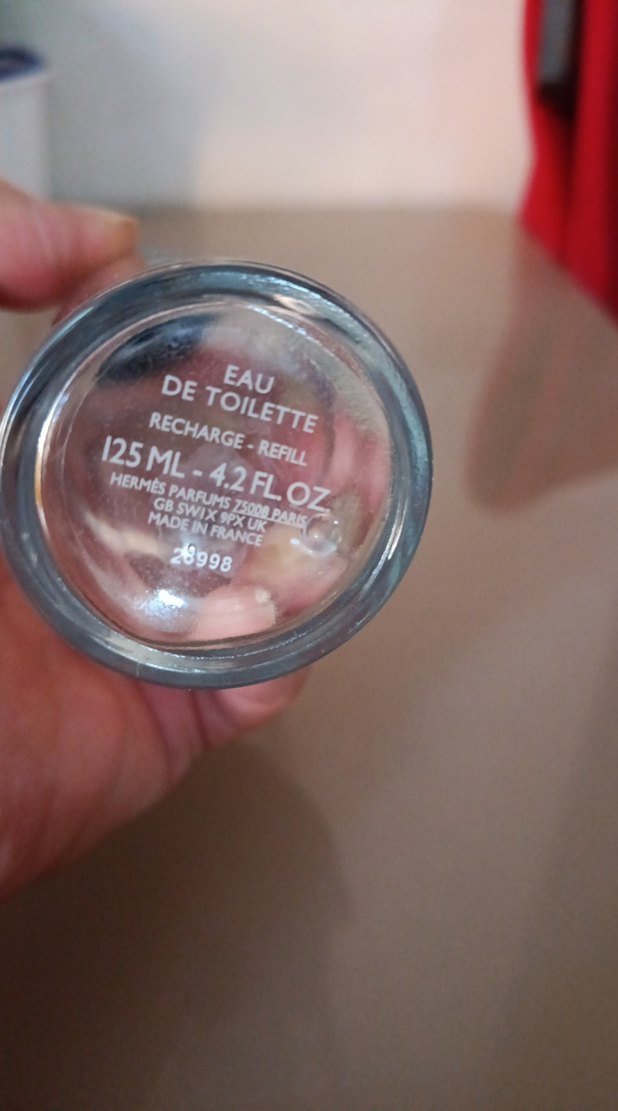 EAU
DE TOILETTE
RECHARGE - REFILL
125 ML - 4.2 FL. OZ.
HERMÈS PARFUMS 75008 PARIS
GB SW1X 9PX UK
MADE IN FRANCE
28998